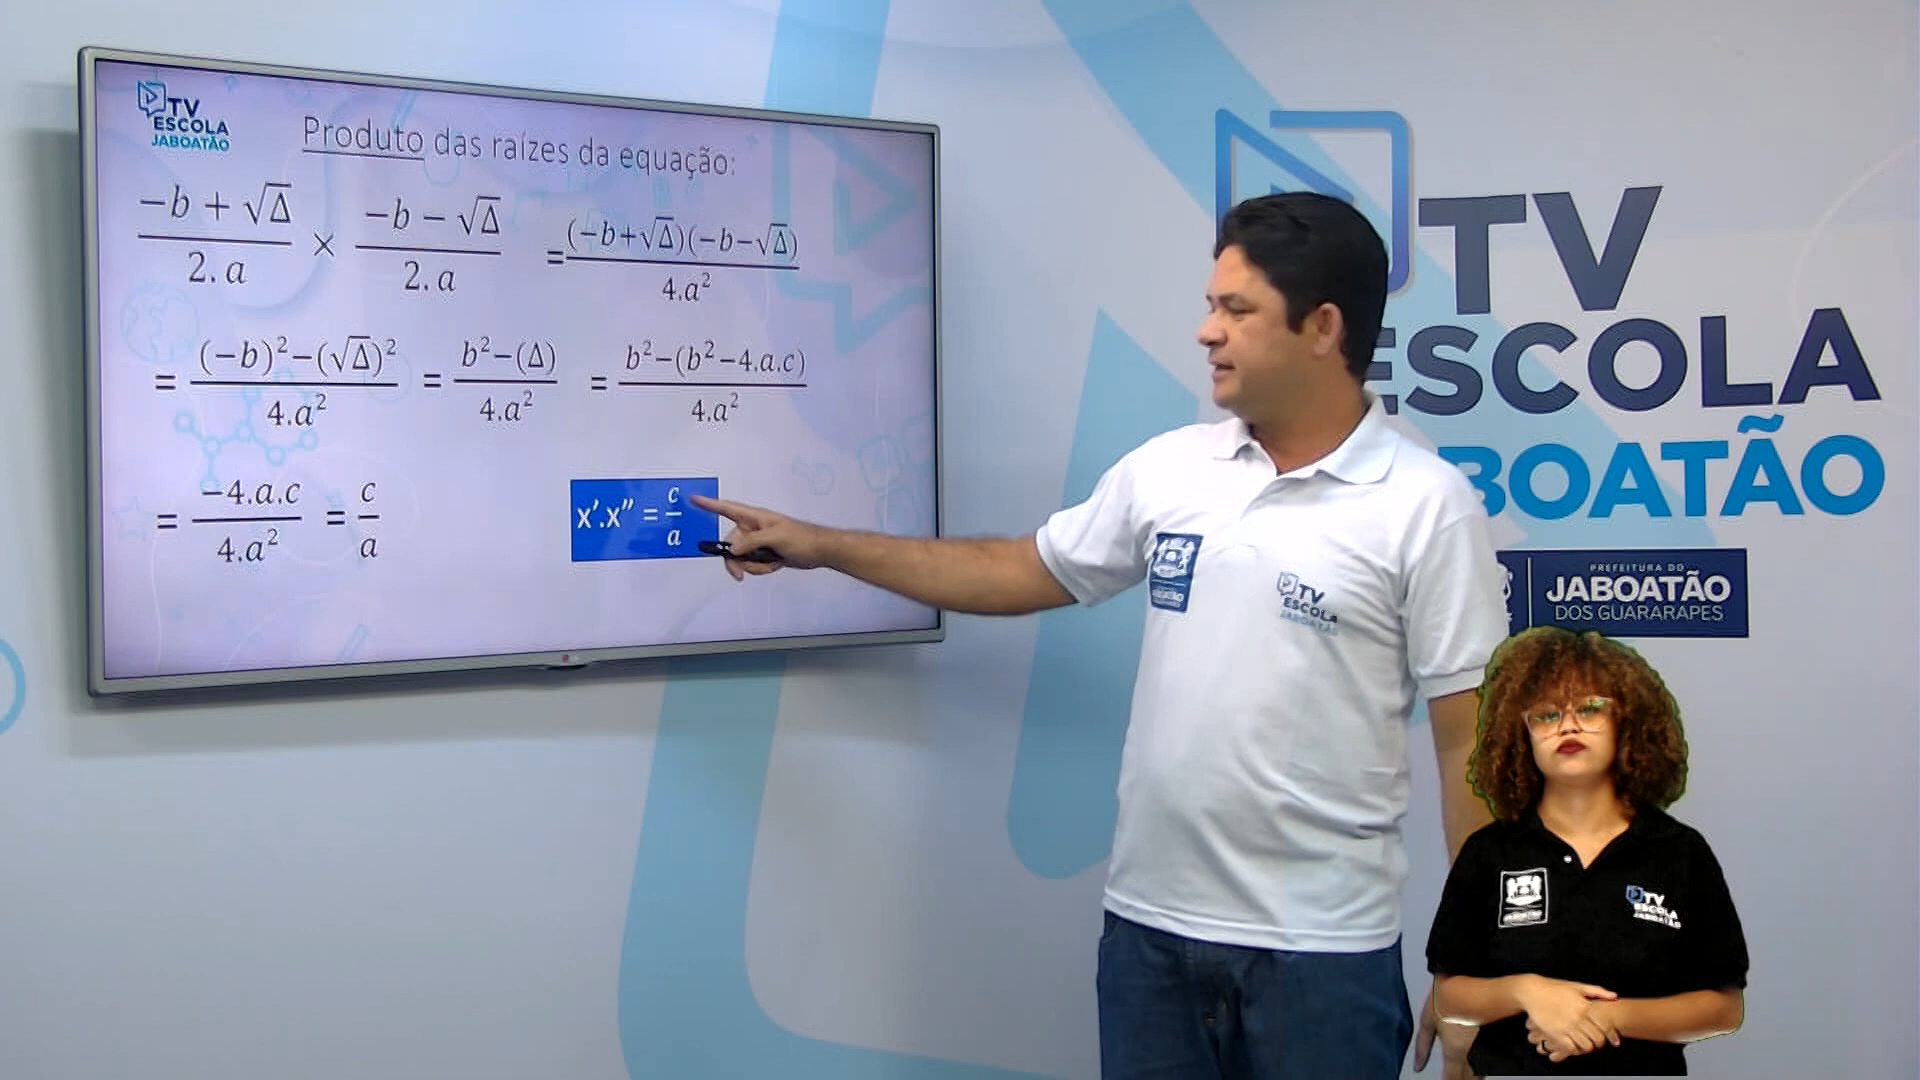 TV
ESCOLA
JABOATÃO
Produto das raízes da equação:
−b + √Δ / 2. a × −b − √Δ / 2. a = (−b+√Δ)(−b−√Δ) / 4.a²
= (−b)²−(√Δ)² / 4.a² = b²−(Δ) / 4.a² = b²−(b²−4.a.c) / 4.a²
= −4.a.c / 4.a² = c / a
x′.x″ = c / a
TV
ESCOLA
JABOATÃO
TV
ESCOLA
BOATÃO
PREFEITURA DO
JABOATÃO
DOS GUARARAPES
TV
ESCOLA
JABOATÃO